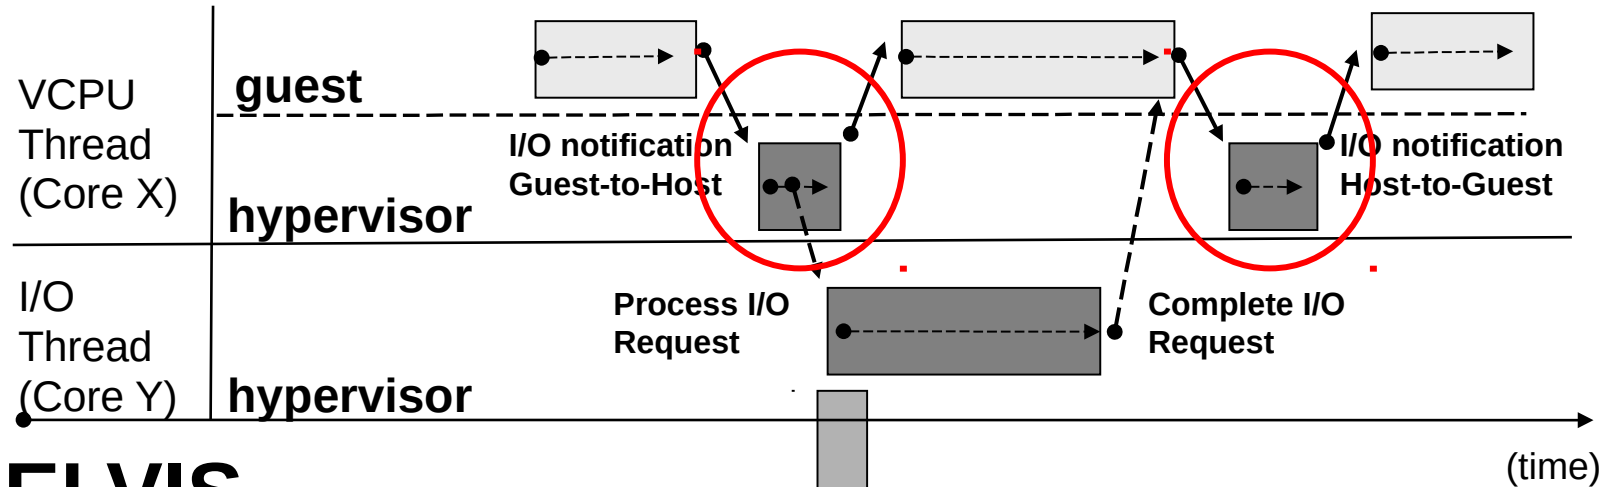 VCPU
Thread
(Core X)
guest
I/O notification
Guest-to-Host
I/O notification
Host-to-Guest
hypervisor
I/O
Thread
(Core Y)
Process I/O
Request
Complete I/O
Request
hypervisor
(time)
ELVIS